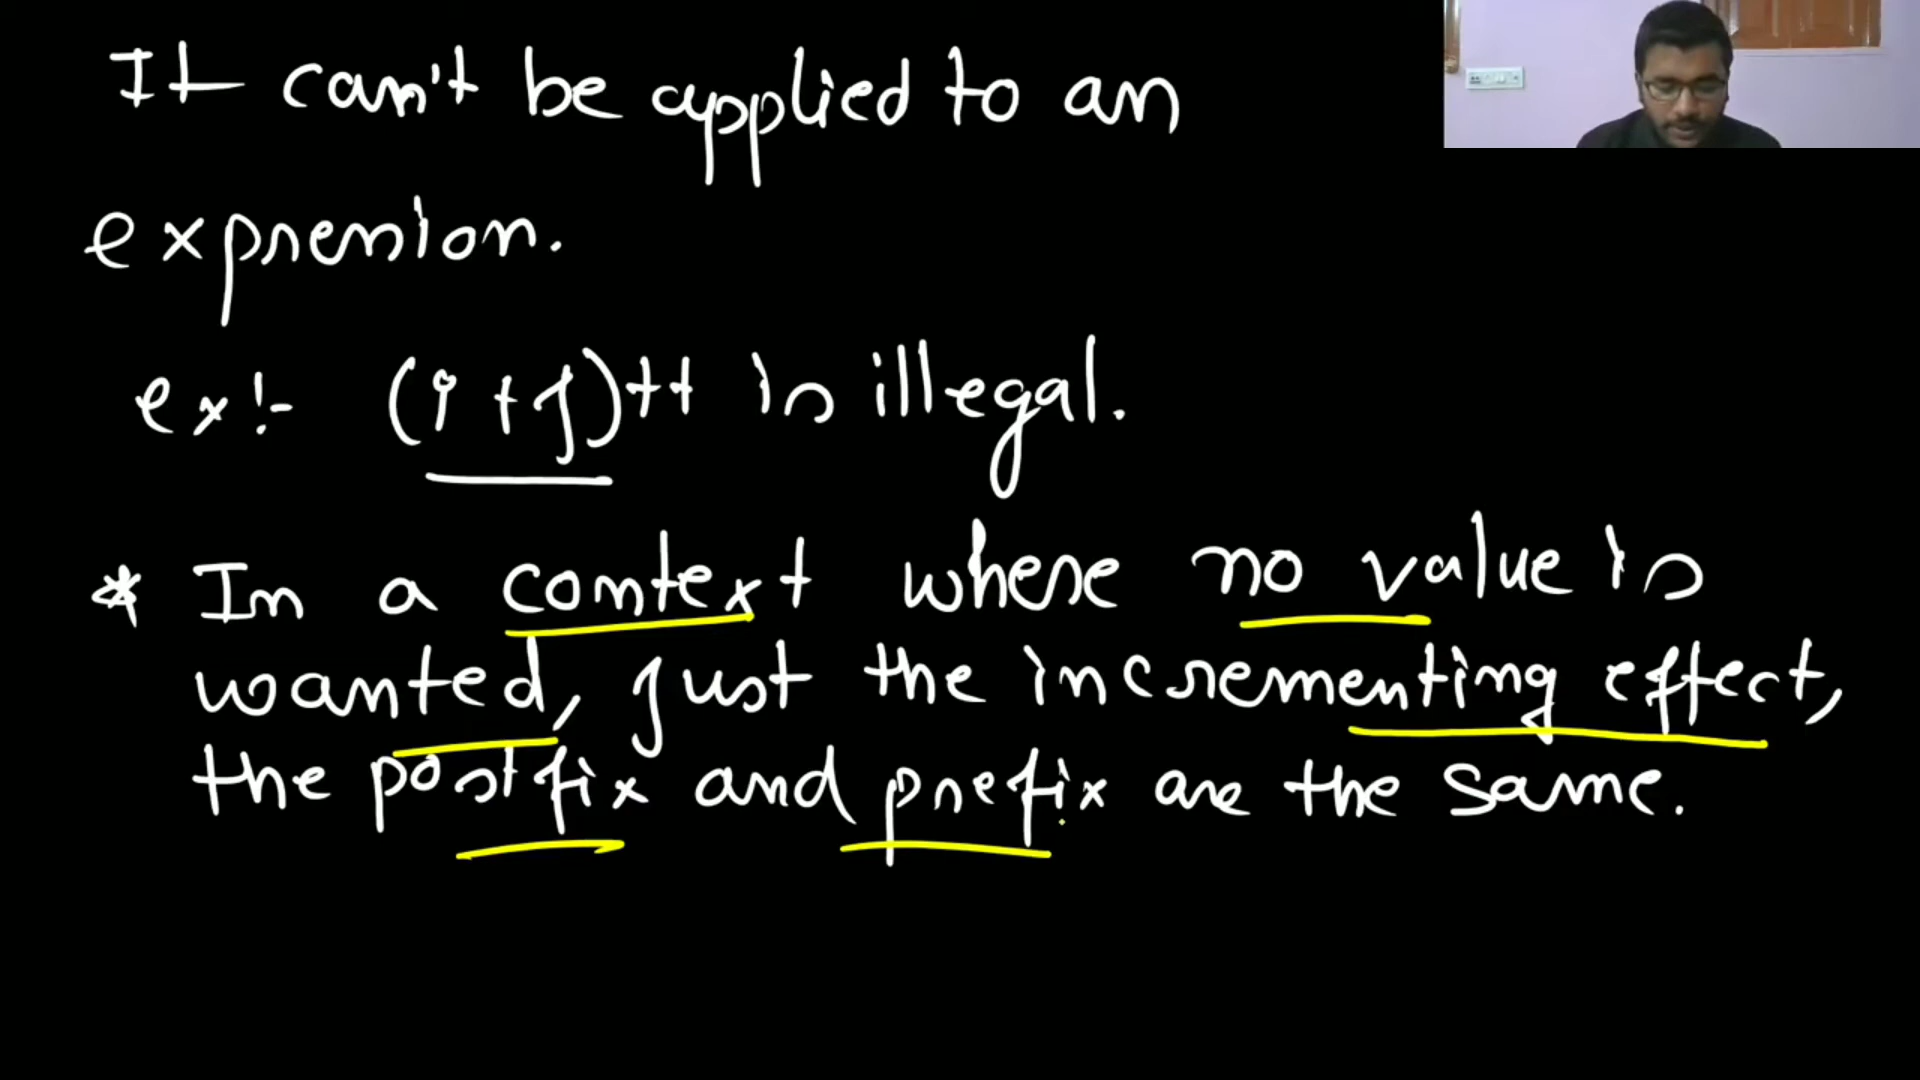 It can't be applied to an
expression.
ex:- (i+j)++ is illegal.
* In a context where no value is
wanted, just the incrementing effect,
the postfix and prefix are the same.